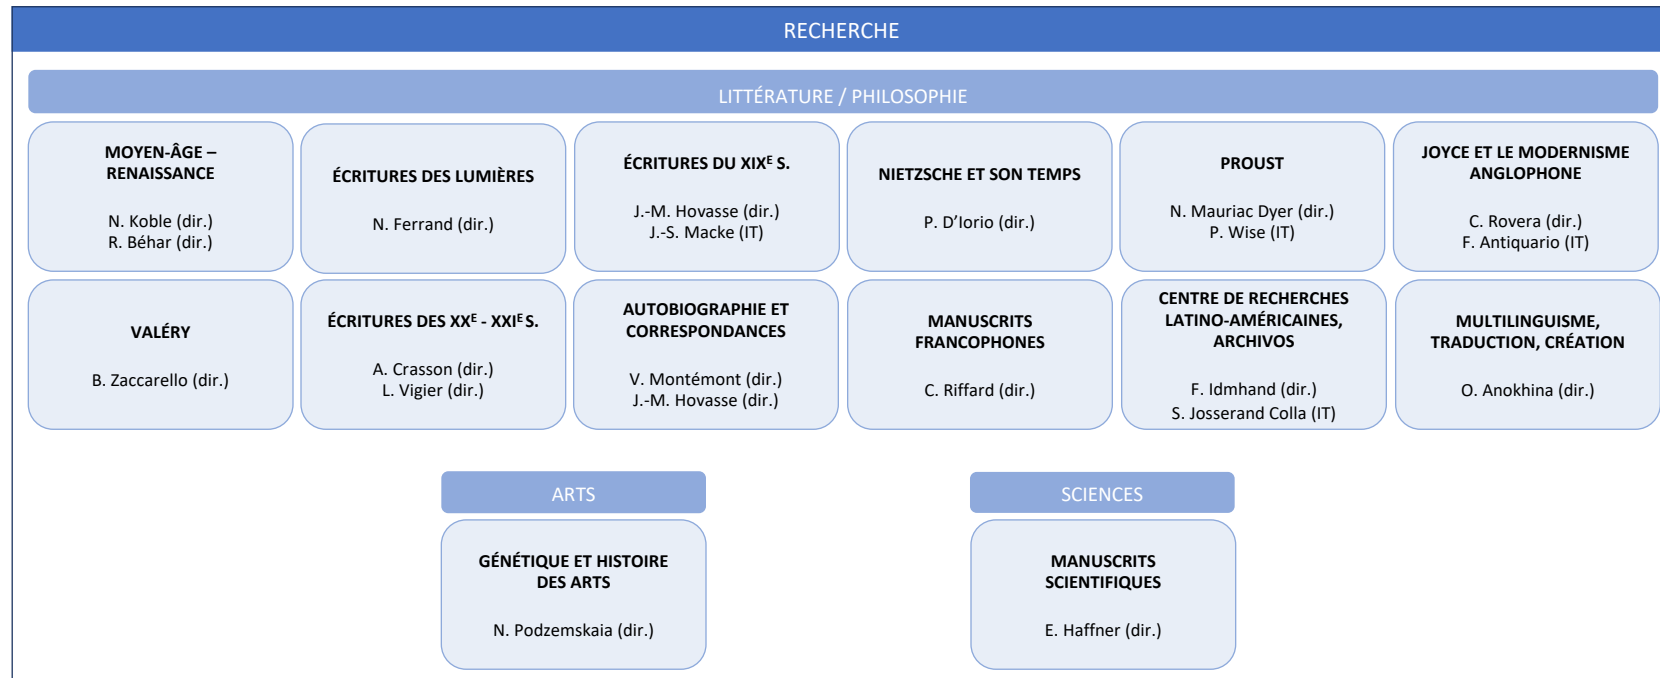 RECHERCHE
LITTÉRATURE / PHILOSOPHIE
MOYEN-ÂGE –
RENAISSANCE
N. Koble (dir.)
R. Béhar (dir.)
ÉCRITURES DES LUMIÈRES
N. Ferrand (dir.)
ÉCRITURES DU XIXE S.
J.-M. Hovasse (dir.)
J.-S. Macke (IT)
NIETZSCHE ET SON TEMPS
P. D’Iorio (dir.)
PROUST
N. Mauriac Dyer (dir.)
P. Wise (IT)
JOYCE ET LE MODERNISME
ANGLOPHONE
C. Rovera (dir.)
F. Antiquario (IT)
VALÉRY
B. Zaccarello (dir.)
ÉCRITURES DES XXE - XXIE S.
A. Crasson (dir.)
L. Vigier (dir.)
AUTOBIOGRAPHIE ET
CORRESPONDANCES
V. Montémont (dir.)
J.-M. Hovasse (dir.)
MANUSCRITS
FRANCOPHONES
C. Riffard (dir.)
CENTRE DE RECHERCHES
LATINO-AMÉRICAINES,
ARCHIVOS
F. Idmhand (dir.)
S. Josserand Colla (IT)
MULTILINGUISME,
TRADUCTION, CRÉATION
O. Anokhina (dir.)
ARTS
GÉNÉTIQUE ET HISTOIRE
DES ARTS
N. Podzemskaia (dir.)
SCIENCES
MANUSCRITS
SCIENTIFIQUES
E. Haffner (dir.)